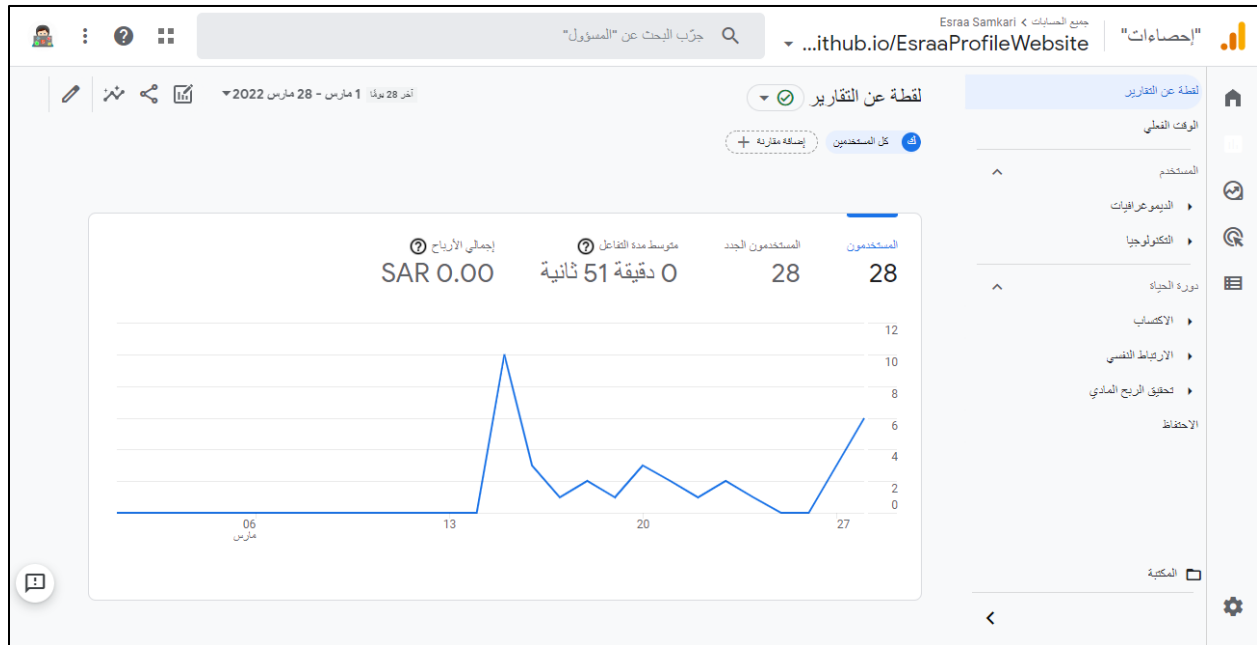 "إحصاءات"
جميع الحسابات > Esraa Samkari
...ithub.io/EsraaProfileWebsite
جرّب البحث عن "المسؤول"
لقطة عن التقارير
الوقت الفعلي
المستخدم
الديموغرافيات
التكنولوجيا
دورة الحياة
الاكتساب
الارتباط النفسي
تحقيق الربح المادي
الاحتفاظ
المكتبة
لقطة عن التقارير
آخر 28 يومًا 1 مارس - 28 مارس 2022
ك كل المستخدمين
إضافة مقارنة +
المستخدمون
28
المستخدمون الجدد
28
متوسط مدة التفاعل
0 دقيقة 51 ثانية
إجمالي الأرباح
SAR 0.00
12
10
8
6
4
2
0
06
مارس
13
20
27